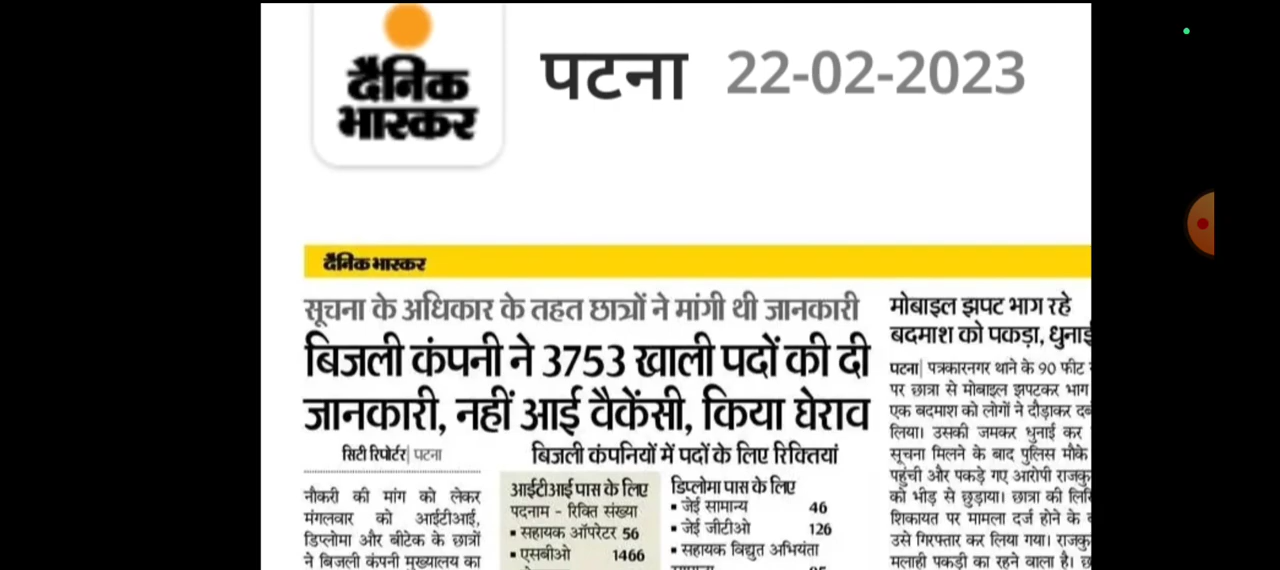 दैनिक
भास्कर
पटना 22-02-2023
दैनिक भास्कर
सूचना के अधिकार के तहत छात्रों ने मांगी थी जानकारी
बिजली कंपनी ने 3753 खाली पदों की दी
जानकारी, नहीं आई वैकेंसी, किया घेराव
सिटी रिपोर्टर| पटना
नौकरी की मांग को लेकर
मंगलवार को आईटीआई,
डिप्लोमा और बीटेक के छात्रों
ने बिजली कंपनी मुख्यालय का
बिजली कंपनियों में पदों के लिए रिक्तियां
आईटीआई पास के लिए
पदनाम - रिक्ति संख्या
▪ सहायक ऑपरेटर 56
▪ एसबीओ 1466
डिप्लोमा पास के लिए
▪ जेई सामान्य 46
▪ जेई जीटीओ 126
▪ सहायक विद्युत अभियंता
मोबाइल झपट भाग रहे
बदमाश को पकड़ा, धुनाई
पटना| पत्रकारनगर थाने के 90 फीट
पर छात्रा से मोबाइल झपटकर भाग
एक बदमाश को लोगों ने दौड़ाकर
लिया। उसकी जमकर धुनाई कर
सूचना मिलने के बाद पुलिस मौके
पहुंची और पकड़े गए आरोपी
को भीड़ से छुड़ाया। छात्रा की
शिकायत पर मामला दर्ज होने के
उसे गिरफ्तार कर लिया गया।
मलाही पकड़ी का रहने वाला है।